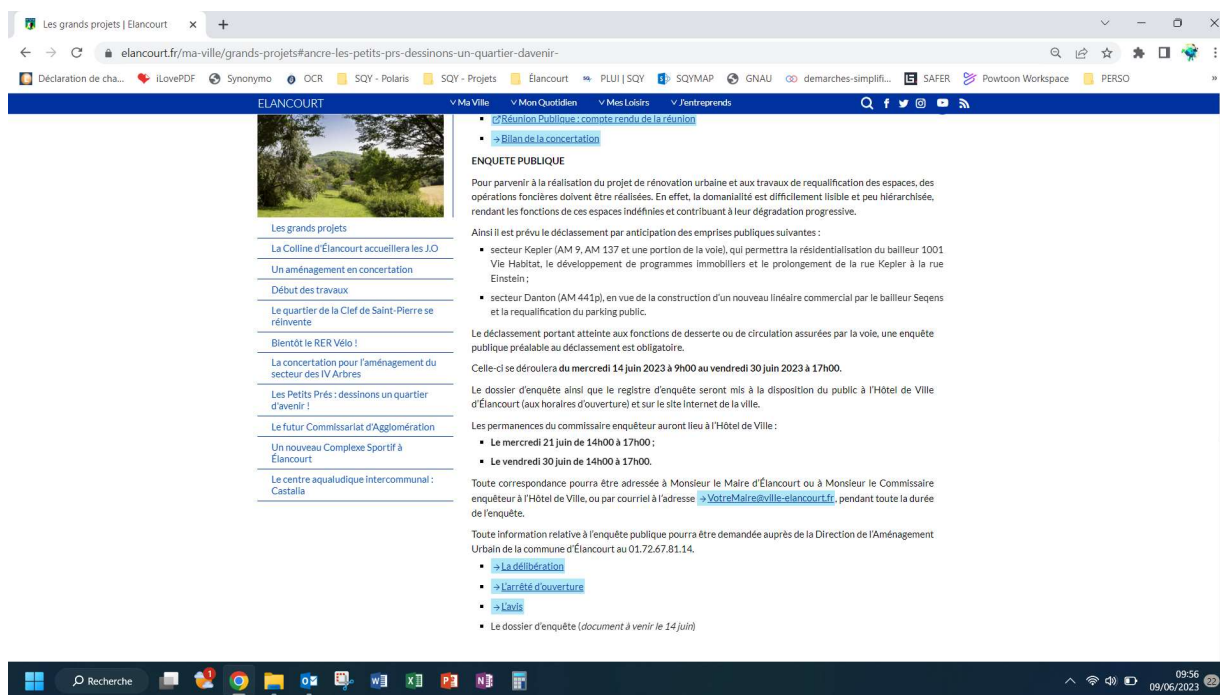 Les grands projets | Elancourt
elancourt.fr/ma-ville/grands-projets#ancre-les-petits-prs-dessinons-un-quartier-davenir-
Déclaration de cha... iLovePDF Synonymo OCR SQY - Polaris SQY - Projets Élancourt PLUI | SQY SQYMAP GNAU demarches-simplifi... SAFER Powtoon Workspace PERSO »
ELANCOURT Ma Ville Mon Quotidien Mes Loisirs J'entreprends
Les grands projets
La Colline d'Élancourt accueillera les J.O
Un aménagement en concertation
Début des travaux
Le quartier de la Clef de Saint-Pierre se
réinvente
Bientôt le RER Vélo !
La concertation pour l'aménagement du
secteur des IV Arbres
Les Petits Prés : dessinons un quartier
d'avenir !
Le futur Commissariat d'Agglomération
Un nouveau Complexe Sportif à
Élancourt
Le centre aqualudique intercommunal :
Castalia
Réunion Publique : compte rendu de la réunion
→ Bilan de la concertation
ENQUETE PUBLIQUE
Pour parvenir à la réalisation du projet de rénovation urbaine et aux travaux de requalification des espaces, des
opérations foncières doivent être réalisées. En effet, la domanialité est difficilement lisible et peu hiérarchisée,
rendant les fonctions de ces espaces indéfinies et contribuant à leur dégradation progressive.
Ainsi il est prévu le déclassement par anticipation des emprises publiques suivantes :
secteur Kepler (AM 9, AM 137 et une portion de la voie), qui permettra la résidentialisation du bailleur 1001
Vie Habitat, le développement de programmes immobiliers et le prolongement de la rue Kepler à la rue
Einstein ;
secteur Danton (AM 441p), en vue de la construction d'un nouveau linéaire commercial par le bailleur Seqens
et la requalification du parking public.
Le déclassement portant atteinte aux fonctions de desserte ou de circulation assurées par la voie, une enquête
publique préalable au déclassement est obligatoire.
Celle-ci se déroulera du mercredi 14 juin 2023 à 9h00 au vendredi 30 juin 2023 à 17h00.
Le dossier d'enquête ainsi que le registre d'enquête seront mis à la disposition du public à l'Hôtel de Ville
d'Élancourt (aux horaires d'ouverture) et sur le site Internet de la ville.
Les permanences du commissaire enquêteur auront lieu à l'Hôtel de Ville :
Le mercredi 21 juin de 14h00 à 17h00 ;
Le vendredi 30 juin de 14h00 à 17h00.
Toute correspondance pourra être adressée à Monsieur le Maire d'Élancourt ou à Monsieur le Commissaire
enquêteur à l'Hôtel de Ville, ou par courriel à l'adresse → VotreMaire@ville-elancourt.fr, pendant toute la durée
de l'enquête.
Toute information relative à l'enquête publique pourra être demandée auprès de la Direction de l'Aménagement
Urbain de la commune d'Élancourt au 01.72.67.81.14.
→ La délibération
→ L'arrêté d'ouverture
→ L'avis
Le dossier d'enquête (document à venir le 14 juin)
Recherche
09:56
09/06/2023
22